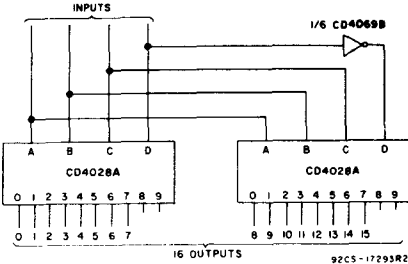 INPUTS
1/6 CD4069B
A B C D A B C D
CD4028A CD4028A
0 1 2 3 4 5 6 7 8 9 0 1 2 3 4 5 6 7 8 9
0 1 2 3 4 5 6 7 8 9 10 11 12 13 14 15
16 OUTPUTS
92CS-17293R2